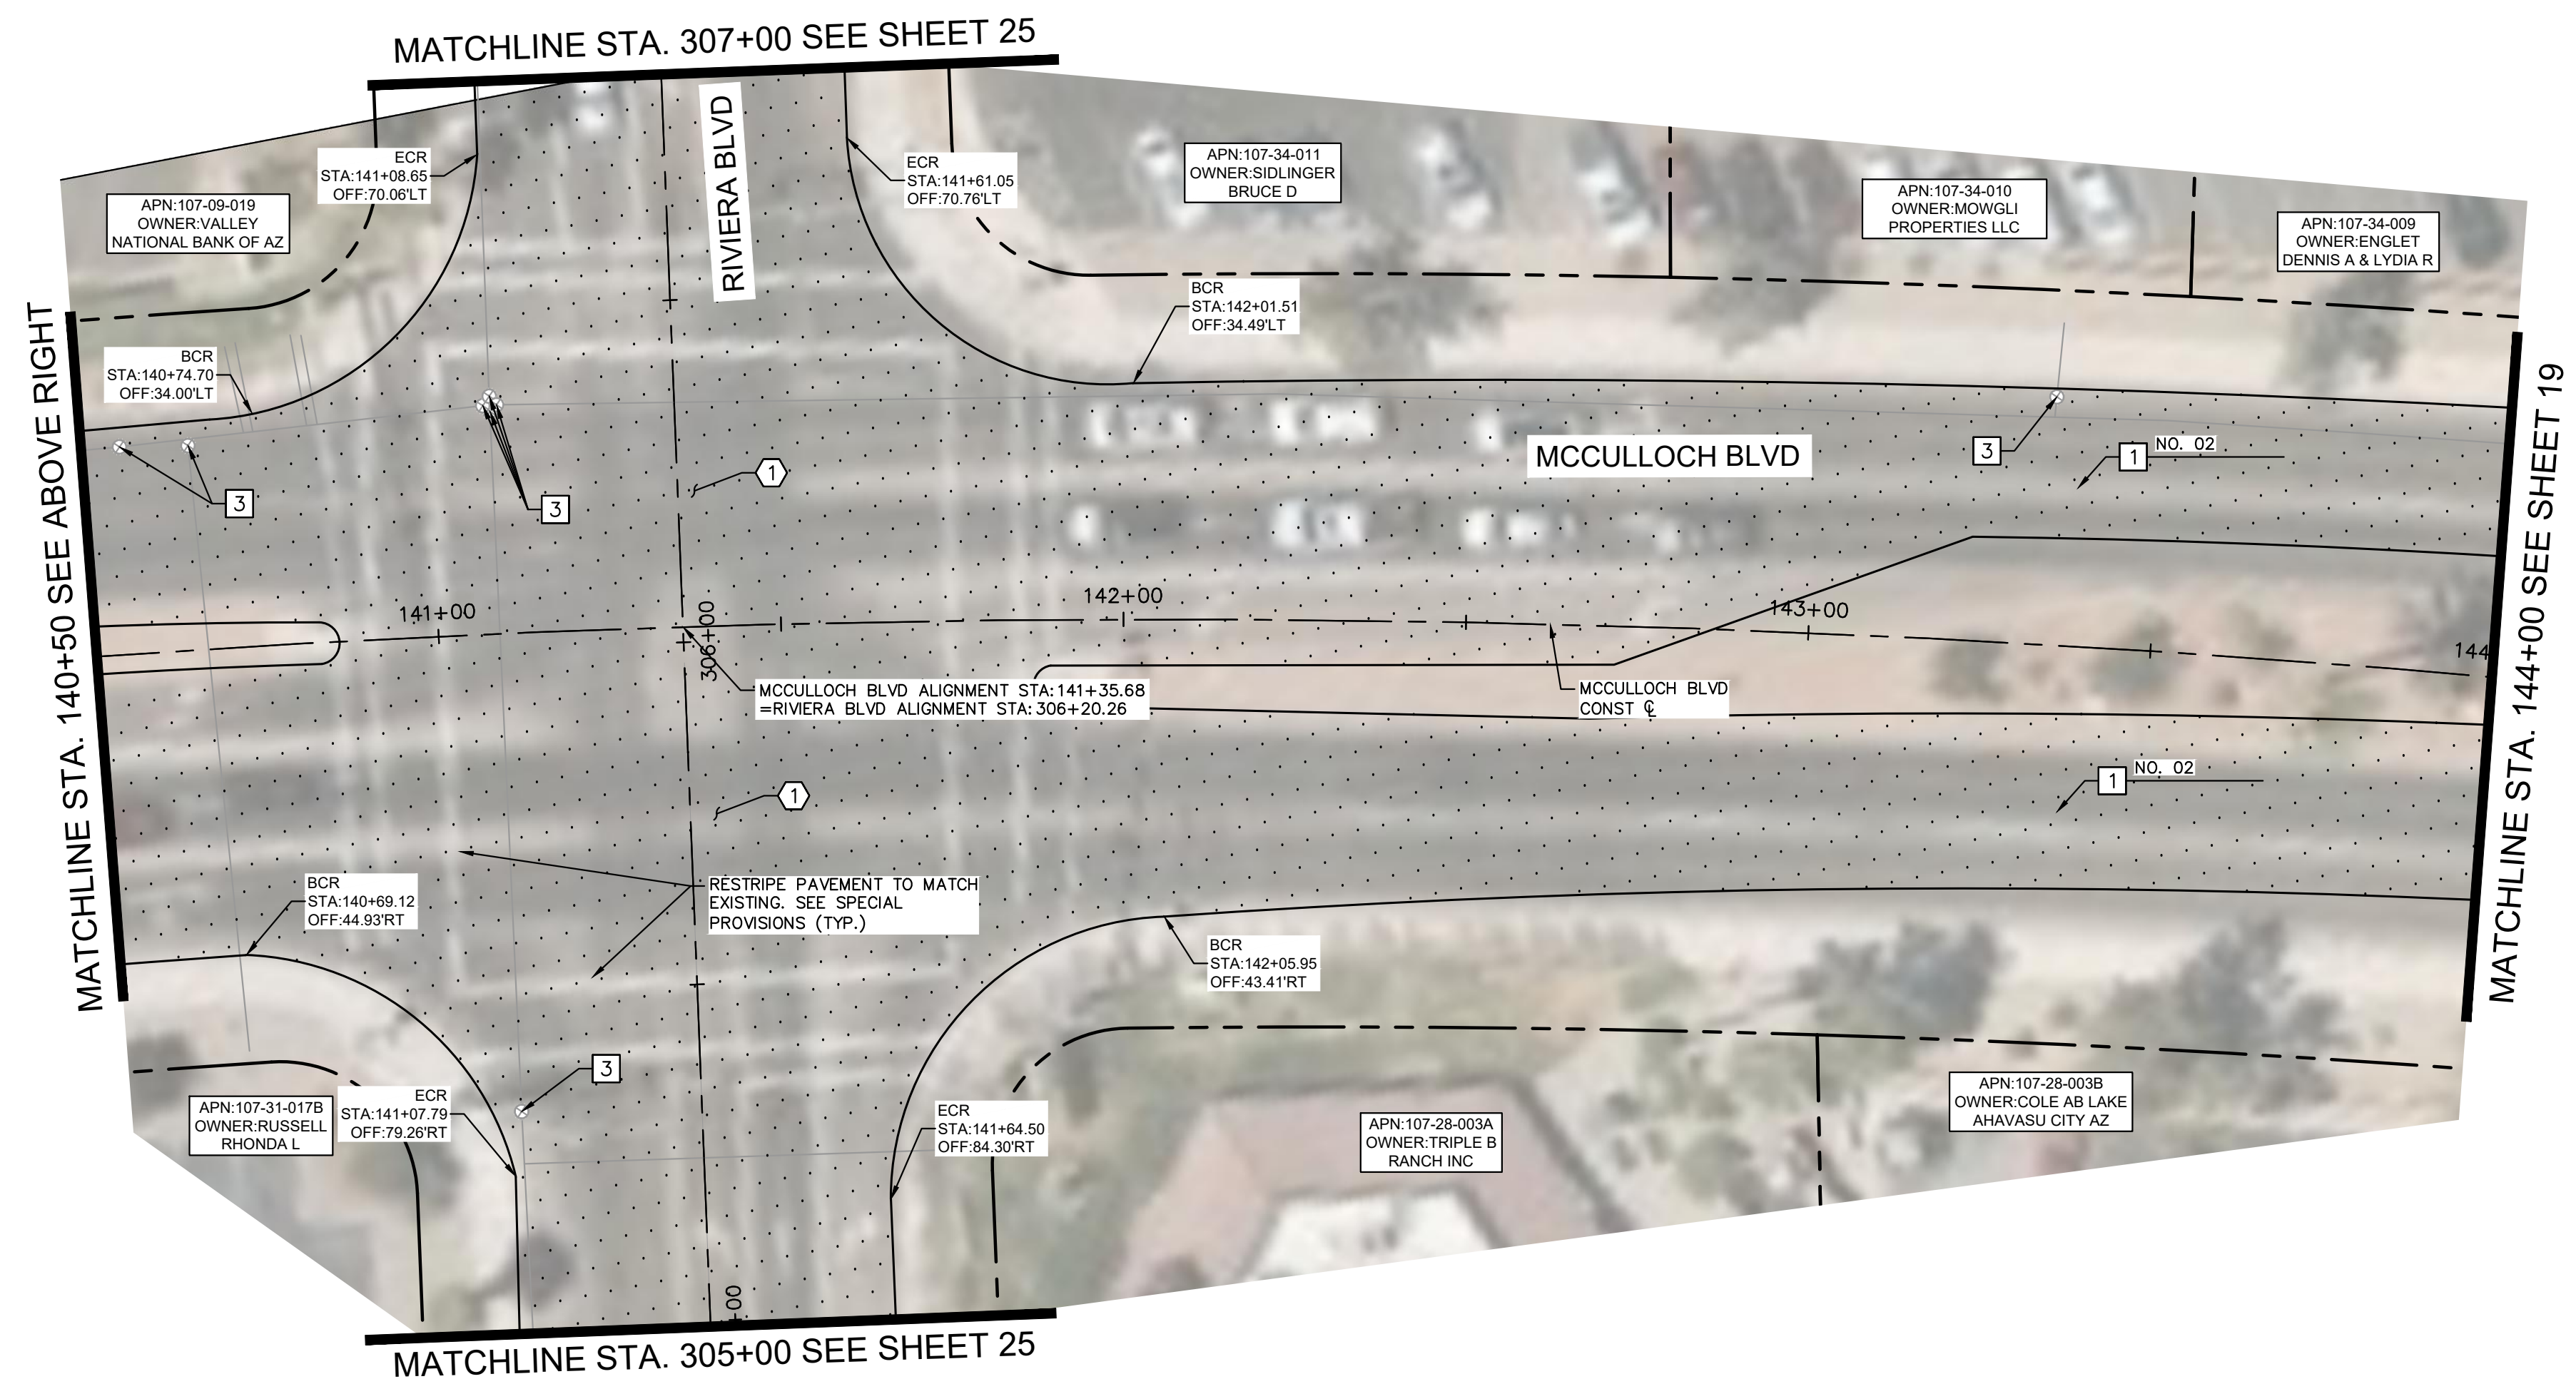 MATCHLINE STA. 307+00 SEE SHEET 25
RIVIERA BLVD
ECR
STA:141+08.65
OFF:70.06'LT
ECR
STA:141+61.05
OFF:70.76'LT
APN:107-34-011
OWNER:SIDLINGER
BRUCE D
APN:107-34-010
OWNER:MOWGLI
PROPERTIES LLC
APN:107-34-009
OWNER:ENGLET
DENNIS A & LYDIA R
APN:107-09-019
OWNER:VALLEY
NATIONAL BANK OF AZ
BCR
STA:142+01.51
OFF:34.49'LT
BCR
STA:140+74.70
OFF:34.00'LT
MATCHLINE STA. 140+50 SEE ABOVE RIGHT
MATCHLINE STA. 144+00 SEE SHEET 19
3
3
1
MCCULLOCH BLVD
3
1 NO. 02
141+00
306+00
142+00
143+00
144
MCCULLOCH BLVD ALIGNMENT STA:141+35.68
=RIVIERA BLVD ALIGNMENT STA:306+20.26
MCCULLOCH BLVD
CONST ℄
1
1 NO. 02
RESTRIPE PAVEMENT TO MATCH
EXISTING. SEE SPECIAL
PROVISIONS (TYP.)
BCR
STA:140+69.12
OFF:44.93'RT
BCR
STA:142+05.95
OFF:43.41'RT
3
ECR
STA:141+07.79
OFF:79.26'RT
ECR
STA:141+64.50
OFF:84.30'RT
APN:107-31-017B
OWNER:RUSSELL
RHONDA L
APN:107-28-003A
OWNER:TRIPLE B
RANCH INC
APN:107-28-003B
OWNER:COLE AB LAKE
AHAVASU CITY AZ
+00
MATCHLINE STA. 305+00 SEE SHEET 25